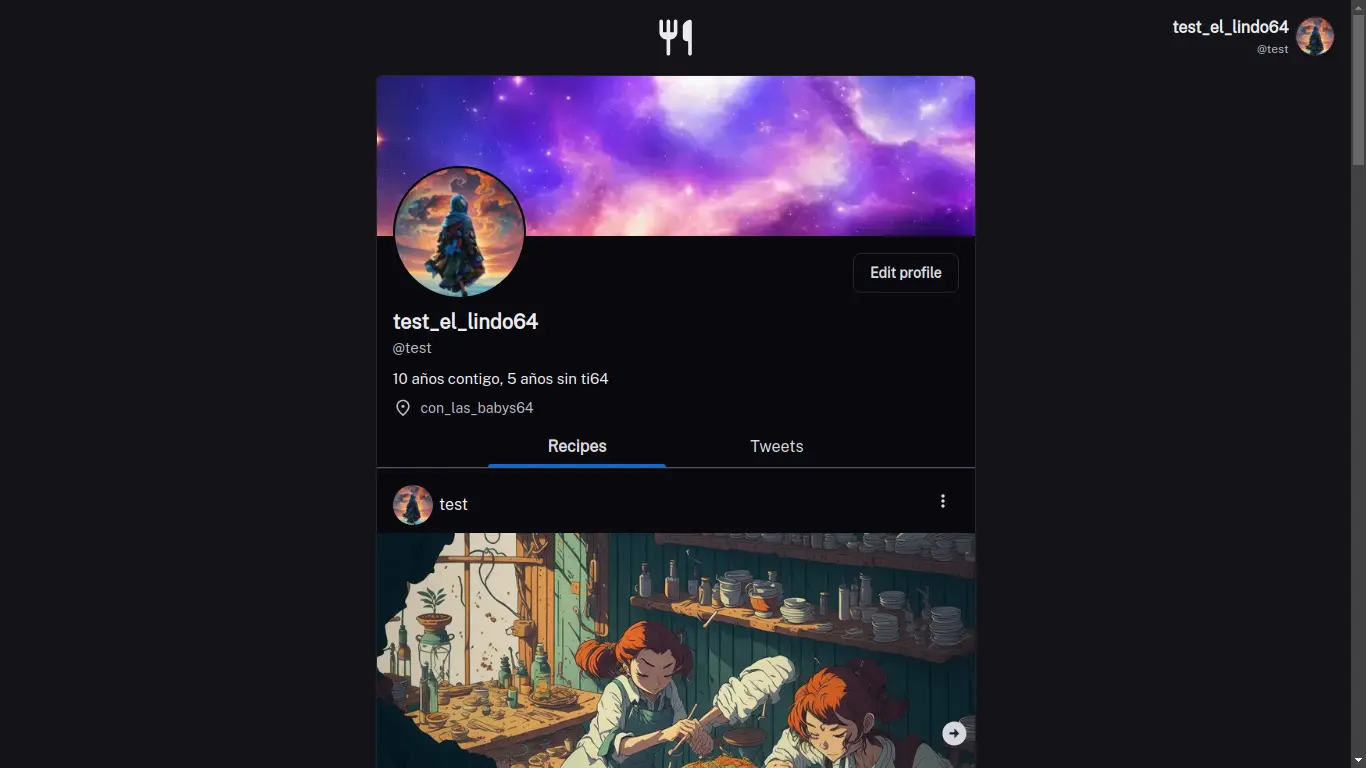 test_el_lindo64
@test
Edit profile
test_el_lindo64
@test
10 años contigo, 5 años sin ti64
con_las_babys64
Recipes
Tweets
test